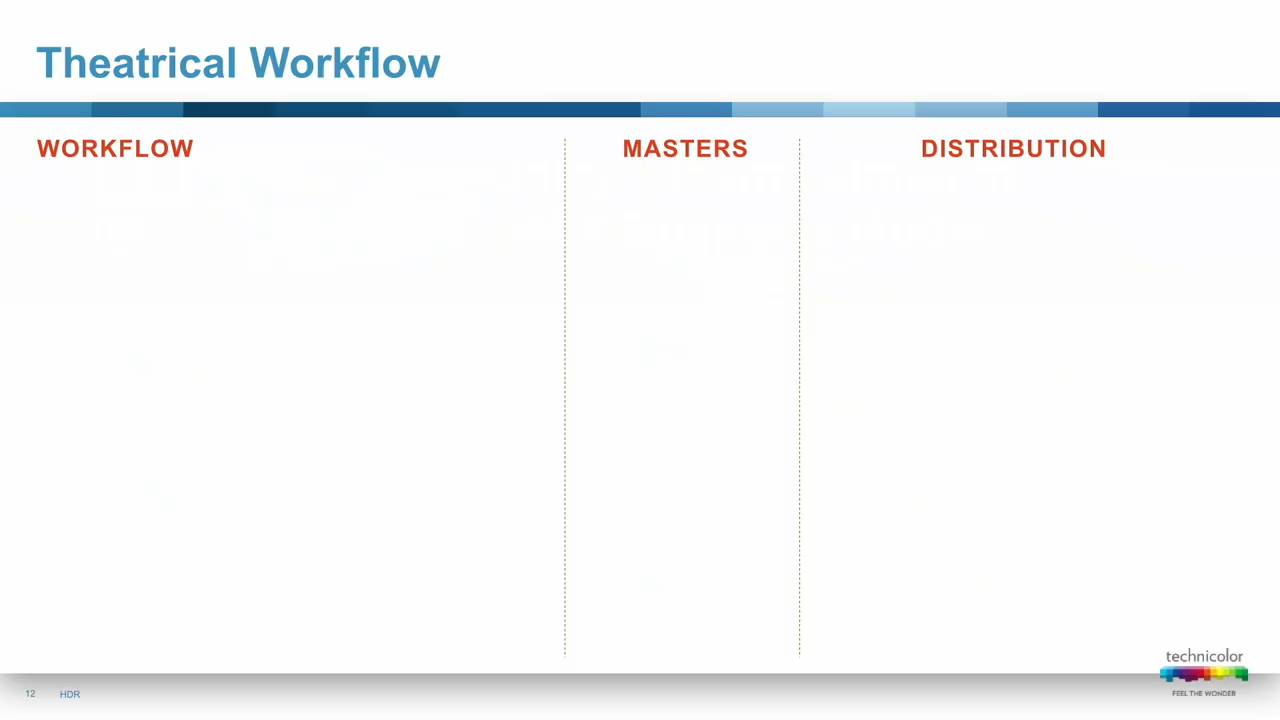 Theatrical Workflow
WORKFLOW
MASTERS
DISTRIBUTION
technicolor
FEEL THE WONDER
12
HDR